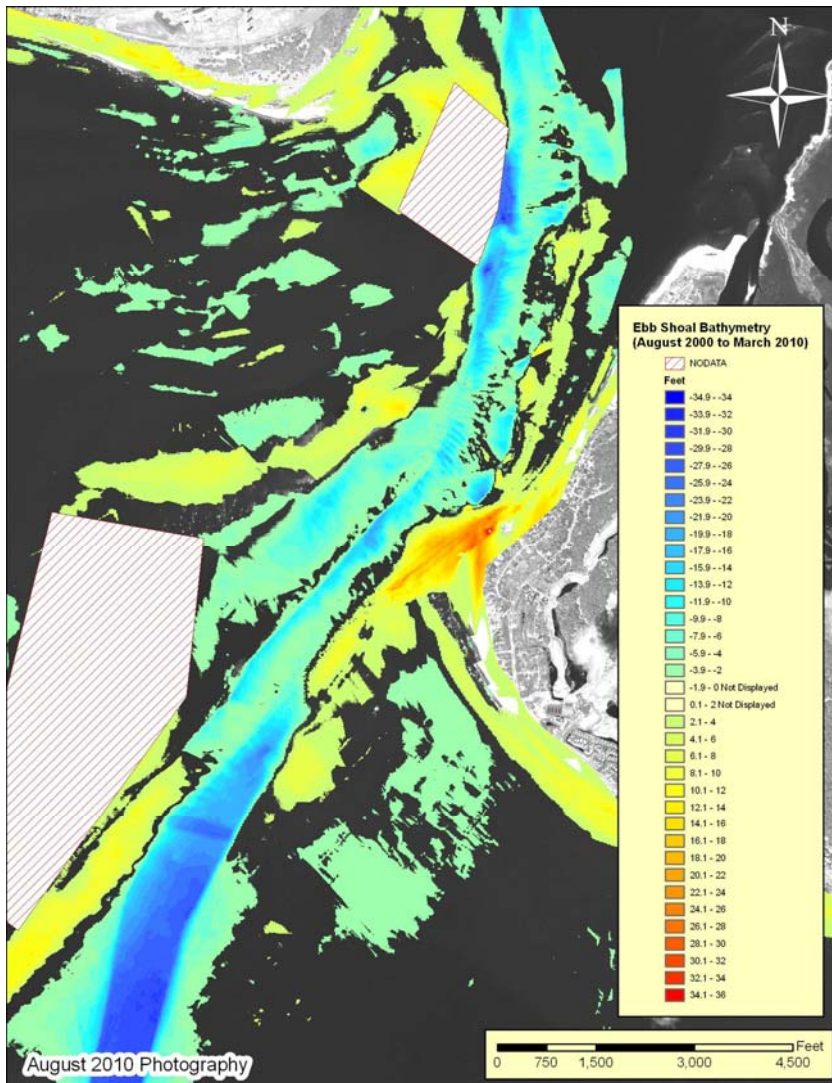 N
Ebb Shoal Bathymetry
(August 2000 to March 2010)
NODATA
Feet
-34.9 - -34
-33.9 - -32
-31.9 - -30
-29.9 - -28
-27.9 - -26
-25.9 - -24
-23.9 - -22
-21.9 - -20
-19.9 - -18
-17.9 - -16
-15.9 - -14
-13.9 - -12
-11.9 - -10
-9.9 - -8
-7.9 - -6
-5.9 - -4
-3.9 - -2
-1.9 - 0 Not Displayed
0.1 - 2 Not Displayed
2.1 - 4
4.1 - 6
6.1 - 8
8.1 - 10
10.1 - 12
12.1 - 14
14.1 - 16
16.1 - 18
18.1 - 20
20.1 - 22
22.1 - 24
24.1 - 26
26.1 - 28
28.1 - 30
30.1 - 32
32.1 - 34
34.1 - 36
August 2010 Photography
Feet
0 750 1,500 3,000 4,500